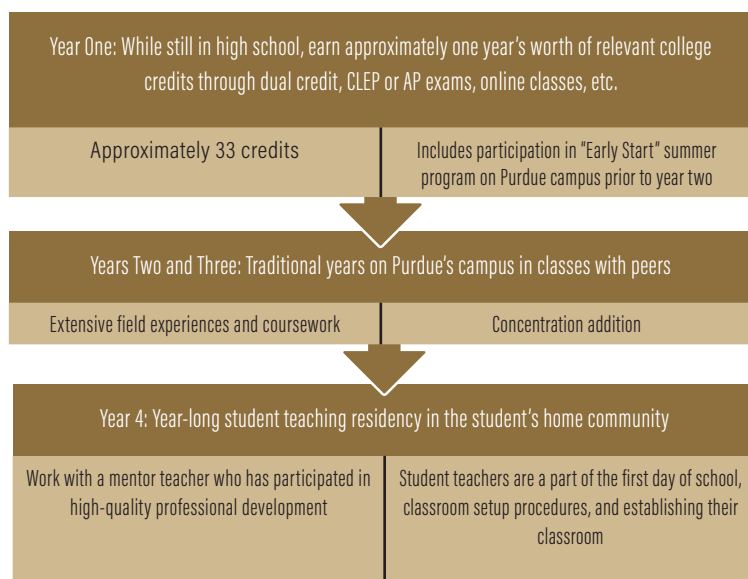 Year One: While still in high school, earn approximately one year's worth of relevant college
credits through dual credit, CLEP or AP exams, online classes, etc.
Approximately 33 credits
Includes participation in "Early Start" summer
program on Purdue campus prior to year two
Years Two and Three: Traditional years on Purdue's campus in classes with peers
Extensive field experiences and coursework
Concentration addition
Year 4: Year-long student teaching residency in the student's home community
Work with a mentor teacher who has participated in
high-quality professional development
Student teachers are a part of the first day of school,
classroom setup procedures, and establishing their
classroom